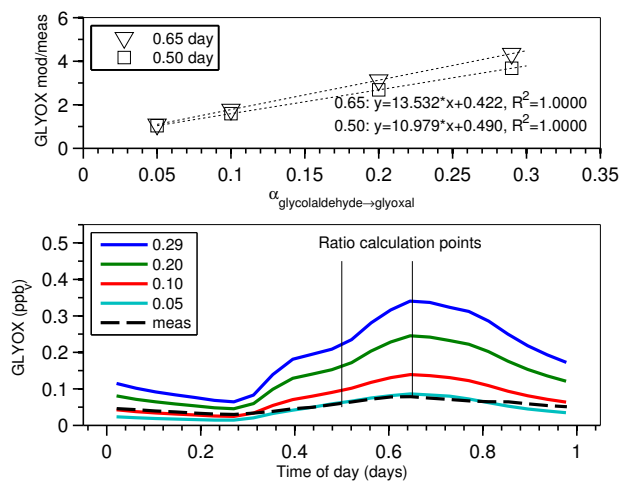 GLYOX mod/meas
6
4
2
0
0.65 day
0.50 day
0.65: y=13.532*x+0.422, R²=1.0000
0.50: y=10.979*x+0.490, R²=1.0000
0 0.05 0.1 0.15 0.2 0.25 0.3 0.35
α glycolaldehyde→glyoxal
GLYOX (ppbv)
0.5
0.4
0.3
0.2
0.1
0
0.29
0.20
0.10
0.05
meas
Ratio calculation points
0 0.2 0.4 0.6 0.8 1
Time of day (days)